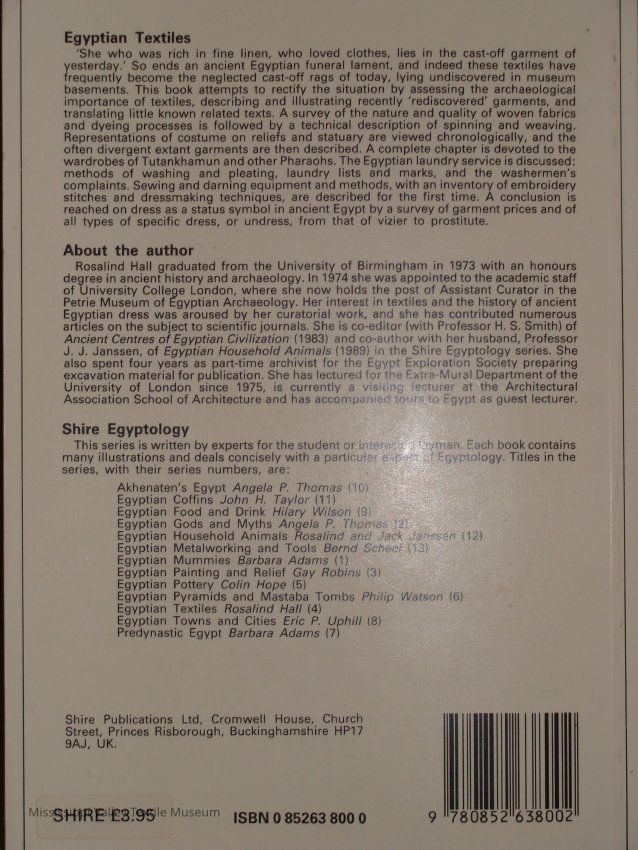 Egyptian Textiles
'She who was rich in fine linen, who loved clothes, lies in the cast-off garment of
yesterday.' So ends an ancient Egyptian funeral lament, and indeed these textiles have
frequently become the neglected cast-off rags of today, lying undiscovered in museum
basements. This book attempts to rectify the situation by assessing the archaeological
importance of textiles, describing and illustrating recently 'rediscovered' garments, and
translating little known related texts. A survey of the nature and quality of woven fabrics
and dyeing processes is followed by a technical description of spinning and weaving.
Representations of costume on reliefs and statuary are viewed chronologically, and the
often divergent extant garments are then described. A complete chapter is devoted to the
wardrobes of Tutankhamun and other Pharaohs. The Egyptian laundry service is discussed:
methods of washing and pleating, laundry lists and marks, and the washermen's
complaints. Sewing and darning equipment and methods, with an inventory of embroidery
stitches and dressmaking techniques, are described for the first time. A conclusion is
reached on dress as a status symbol in ancient Egypt by a survey of garment prices and of
all types of specific dress, or undress, from that of vizier to prostitute.
About the author
Rosalind Hall graduated from the University of Birmingham in 1973 with an honours
degree in ancient history and archaeology. In 1974 she was appointed to the academic staff
of University College London, where she now holds the post of Assistant Curator in the
Petrie Museum of Egyptian Archaeology. Her interest in textiles and the history of ancient
Egyptian dress was aroused by her curatorial work, and she has contributed numerous
articles on the subject to scientific journals. She is co-editor (with Professor H. S. Smith) of
Ancient Centres of Egyptian Civilization (1983) and co-author with her husband, Professor
J. J. Janssen, of Egyptian Household Animals (1989) in the Shire Egyptology series. She
also spent four years as part-time archivist for the Egypt Exploration Society preparing
excavation material for publication. She has lectured for the Extra-Mural Department of the
University of London since 1975, is currently a visiting lecturer at the Architectural
Association School of Architecture and has accompanied tours to Egypt as guest lecturer.
Shire Egyptology
This series is written by experts for the student or interested layman. Each book contains
many illustrations and deals concisely with a particular aspect of Egyptology. Titles in the
series, with their series numbers, are:
Akhenaten's Egypt Angela P. Thomas (10)
Egyptian Coffins John H. Taylor (11)
Egyptian Food and Drink Hilary Wilson (9)
Egyptian Gods and Myths Angela P. Thomas (2)
Egyptian Household Animals Rosalind and Jack Janssen (12)
Egyptian Metalworking and Tools Bernd Scheel (13)
Egyptian Mummies Barbara Adams (1)
Egyptian Painting and Relief Gay Robins (3)
Egyptian Pottery Colin Hope (5)
Egyptian Pyramids and Mastaba Tombs Philip Watson (6)
Egyptian Textiles Rosalind Hall (4)
Egyptian Towns and Cities Eric P. Uphill (8)
Predynastic Egypt Barbara Adams (7)
Shire Publications Ltd, Cromwell House, Church
Street, Princes Risborough, Buckinghamshire HP17
9AJ, UK.
Mississippi Valley Textile Museum
SHIRE £3.95
ISBN 0 85263 800 0
9 780852 638002